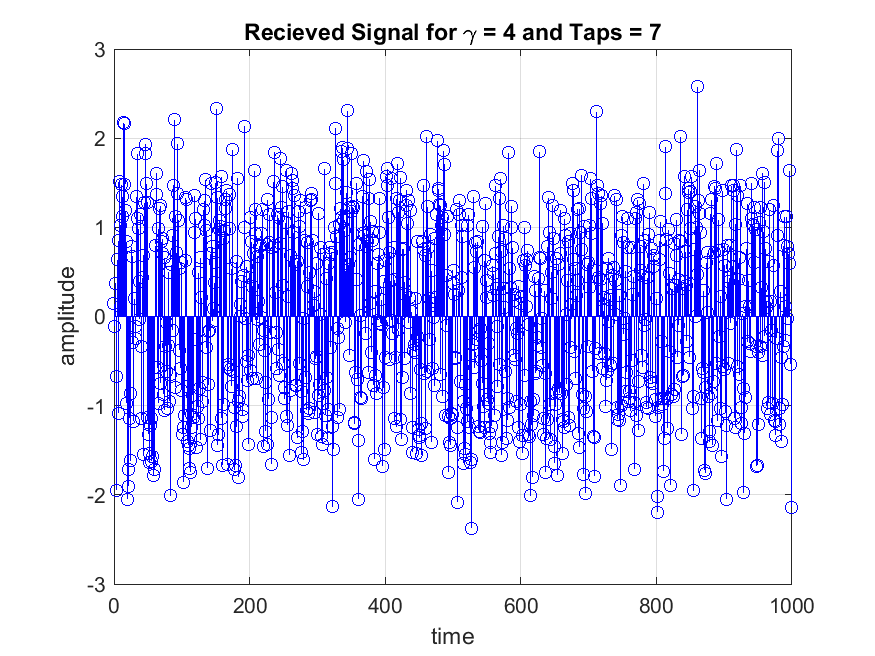 Recieved Signal for γ = 4 and Taps = 7
3
2
1
0
-1
-2
-3
amplitude
0 200 400 600 800 1000
time